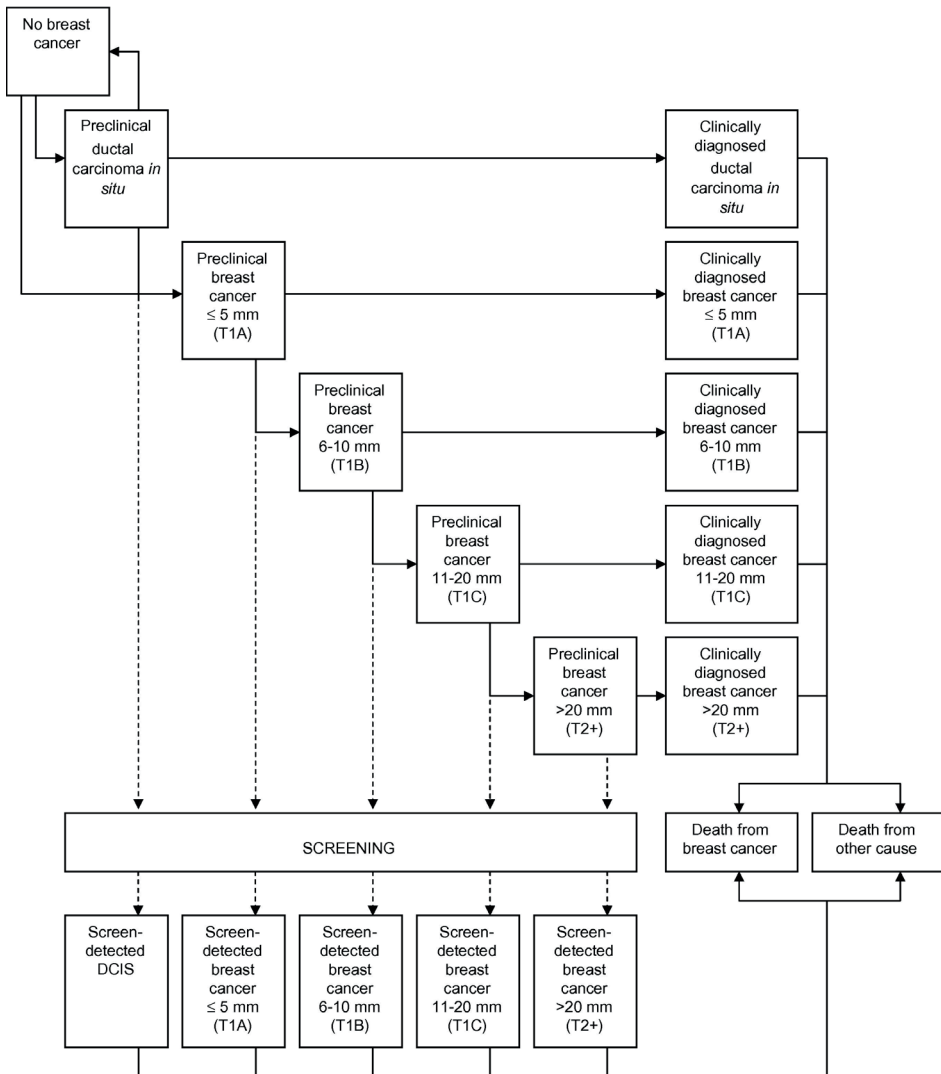 No breast
cancer
Preclinical
ductal
carcinoma in
situ
Clinically
diagnosed
ductal
carcinoma in
situ
Preclinical
breast
cancer
≤ 5 mm
(T1A)
Clinically
diagnosed
breast cancer
≤ 5 mm
(T1A)
Preclinical
breast
cancer
6-10 mm
(T1B)
Clinically
diagnosed
breast cancer
6-10 mm
(T1B)
Preclinical
breast
cancer
11-20 mm
(T1C)
Clinically
diagnosed
breast cancer
11-20 mm
(T1C)
Preclinical
breast
cancer
>20 mm
(T2+)
Clinically
diagnosed
breast cancer
>20 mm
(T2+)
SCREENING
Death from
breast cancer
Death from
other cause
Screen-
detected
DCIS
Screen-
detected
breast
cancer
≤ 5 mm
(T1A)
Screen-
detected
breast
cancer
6-10 mm
(T1B)
Screen-
detected
breast
cancer
11-20 mm
(T1C)
Screen-
detected
breast
cancer
>20 mm
(T2+)